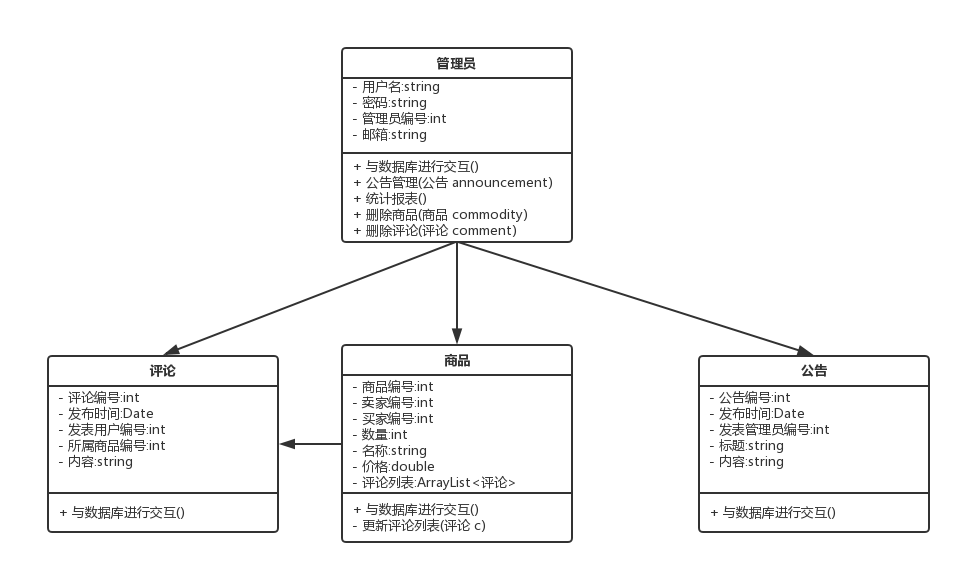 管理员
- 用户名:string
- 密码:string
- 管理员编号:int
- 邮箱:string
+ 与数据库进行交互()
+ 公告管理(公告 announcement)
+ 统计报表()
+ 删除商品(商品 commodity)
+ 删除评论(评论 comment)
评论
- 评论编号:int
- 发布时间:Date
- 发表用户编号:int
- 所属商品编号:int
- 内容:string
+ 与数据库进行交互()
商品
- 商品编号:int
- 卖家编号:int
- 买家编号:int
- 数量:int
- 名称:string
- 价格:double
- 评论列表:ArrayList<评论>
+ 与数据库进行交互()
- 更新评论列表(评论 c)
公告
- 公告编号:int
- 发布时间:Date
- 发表管理员编号:int
- 标题:string
- 内容:string
+ 与数据库进行交互()